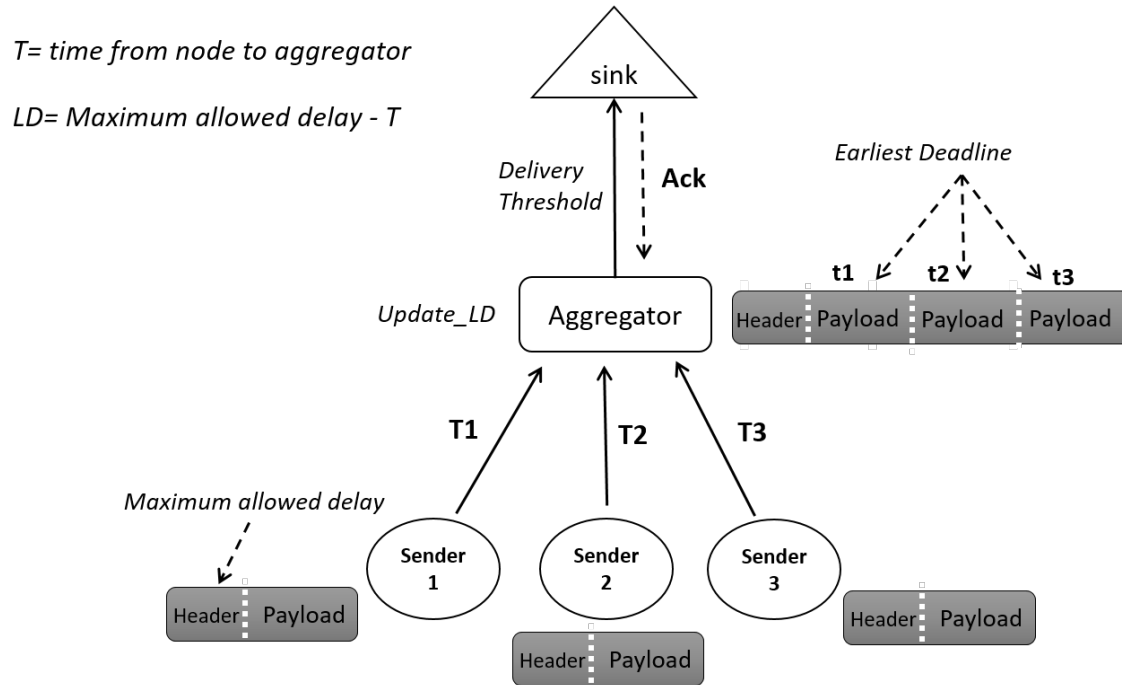 T= time from node to aggregator
LD= Maximum allowed delay - T
sink
Delivery
Threshold
Ack
Earliest Deadline
t1 t2 t3
Update_LD
Aggregator
Header Payload Payload Payload
T1
T2
T3
Maximum allowed delay
Sender
1
Sender
2
Sender
3
Header Payload
Header Payload
Header Payload